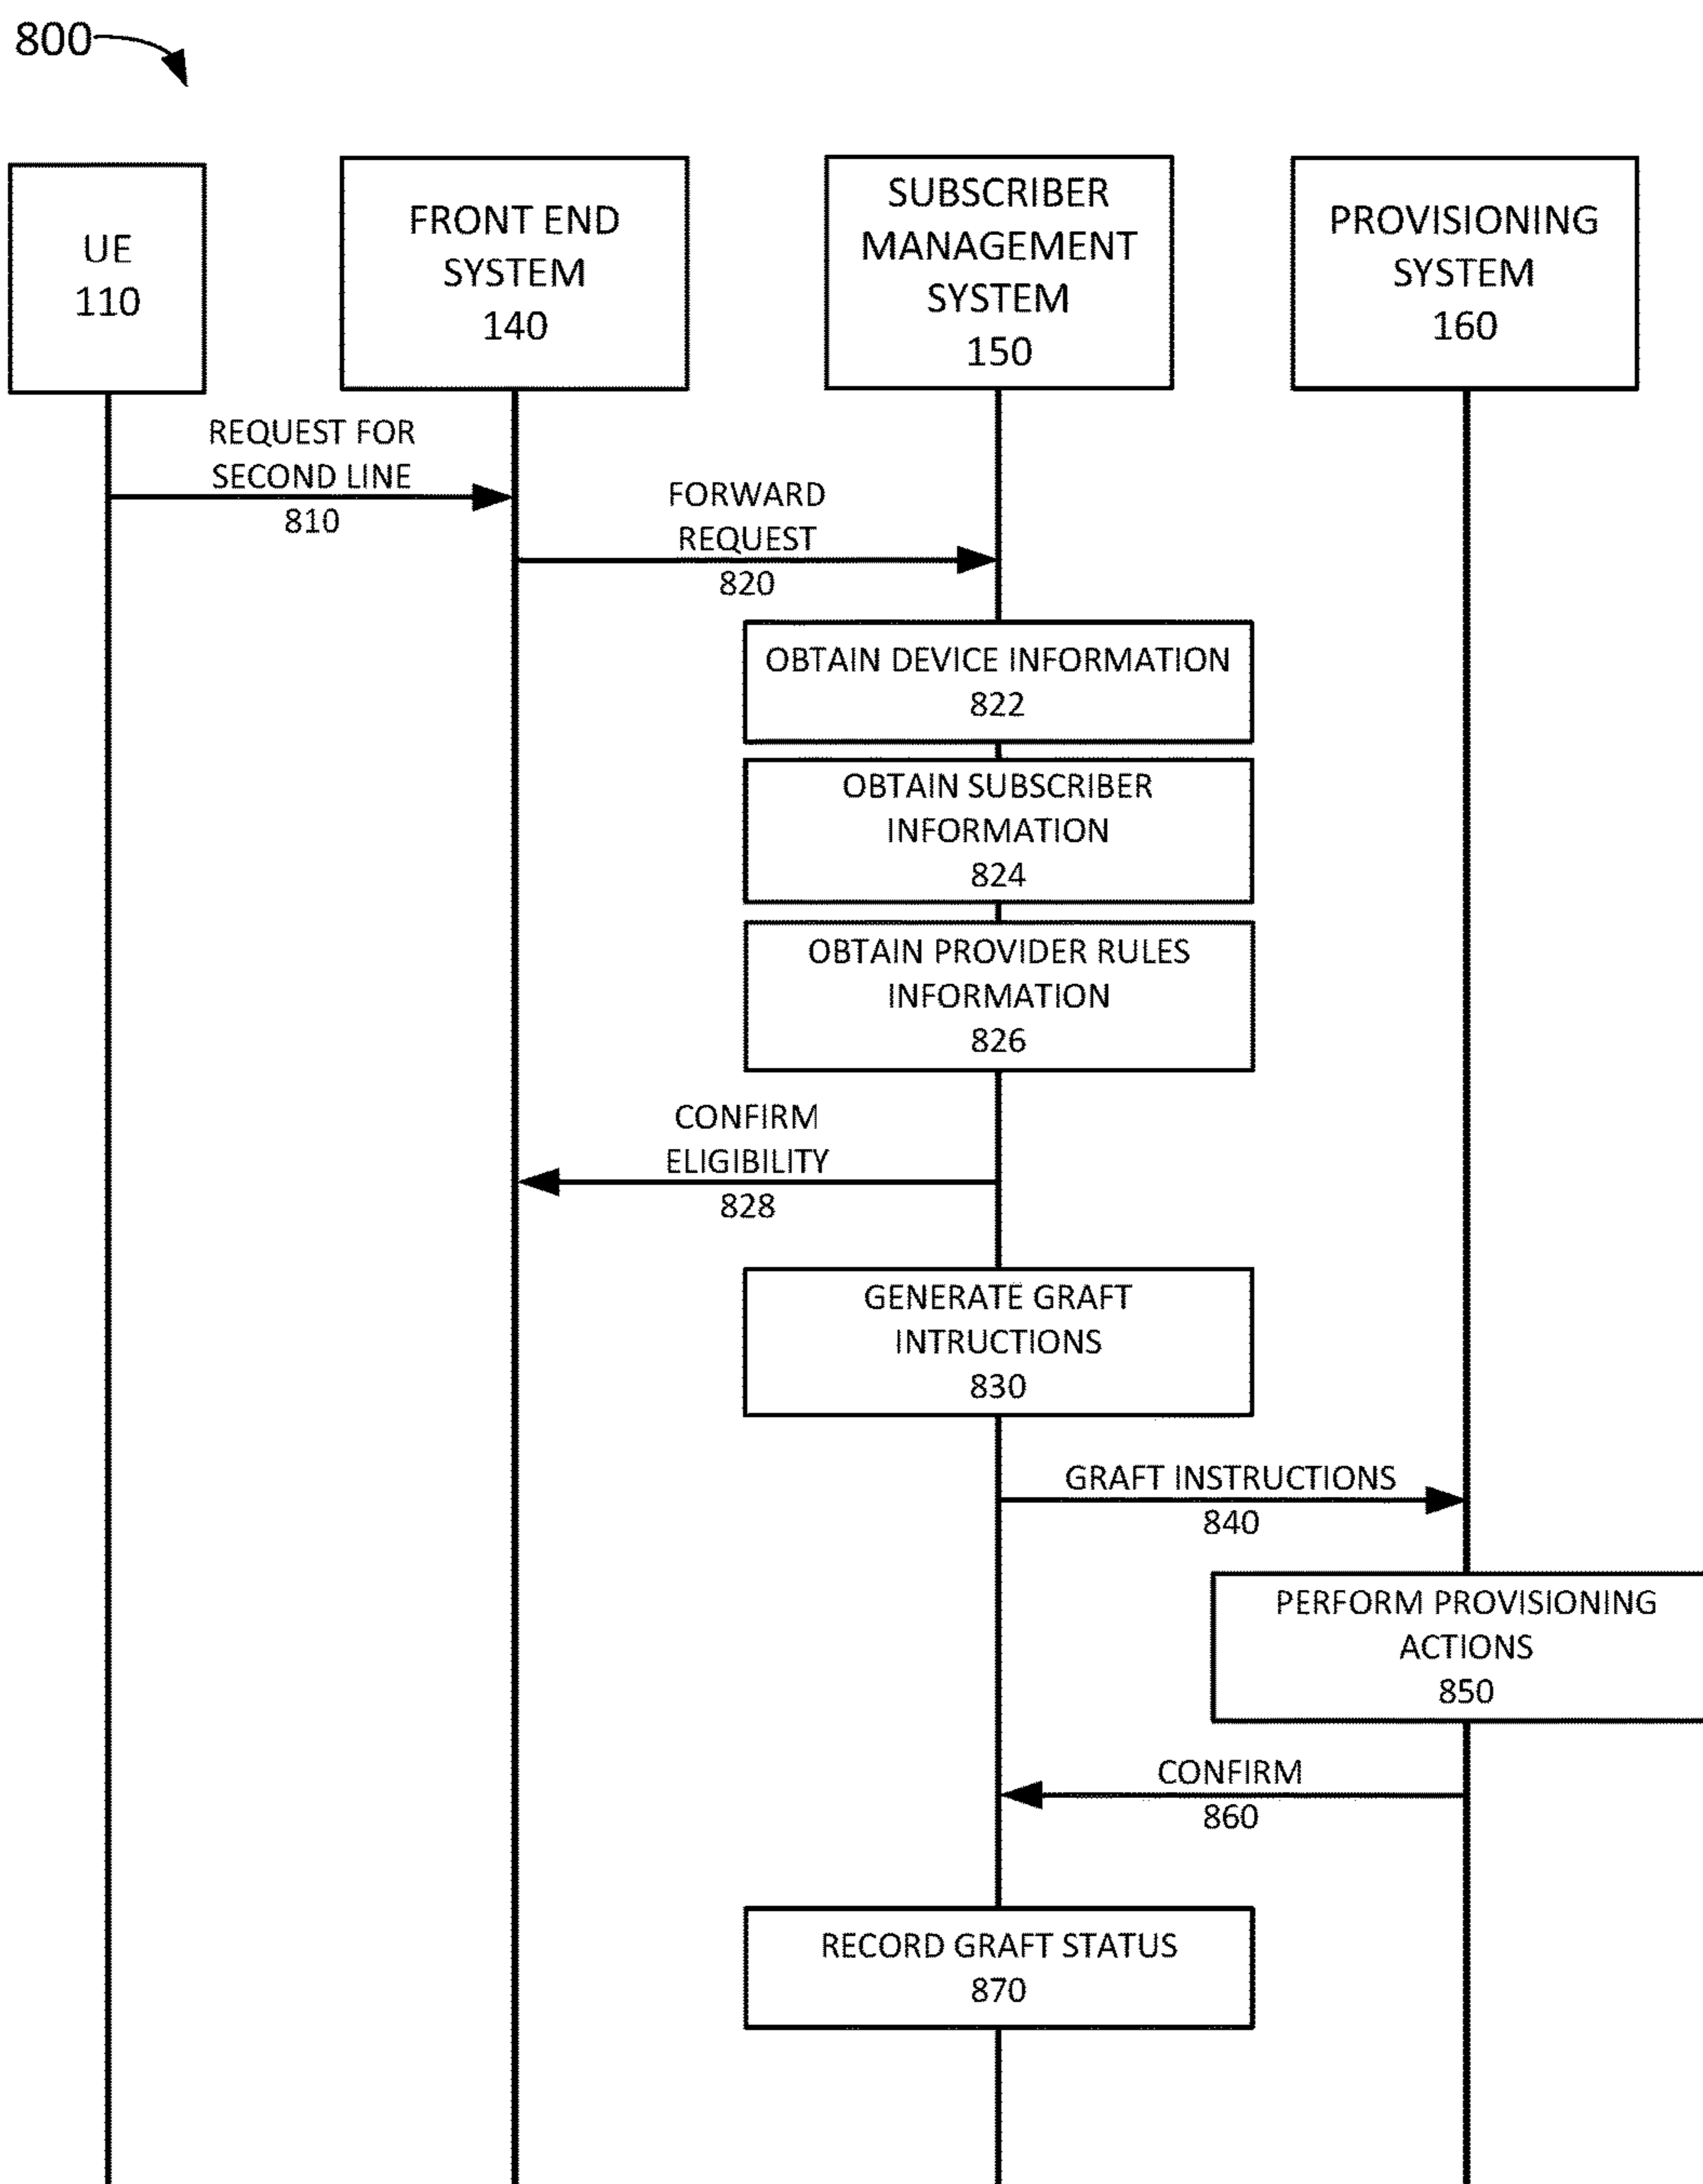 800
UE
110
FRONT END
SYSTEM
140
SUBSCRIBER
MANAGEMENT
SYSTEM
150
PROVISIONING
SYSTEM
160
REQUEST FOR
SECOND LINE
810
FORWARD
REQUEST
820
OBTAIN DEVICE INFORMATION
822
OBTAIN SUBSCRIBER
INFORMATION
824
OBTAIN PROVIDER RULES
INFORMATION
826
CONFIRM
ELIGIBILITY
828
GENERATE GRAFT
INTRUCTIONS
830
GRAFT INSTRUCTIONS
840
PERFORM PROVISIONING
ACTIONS
850
CONFIRM
860
RECORD GRAFT STATUS
870